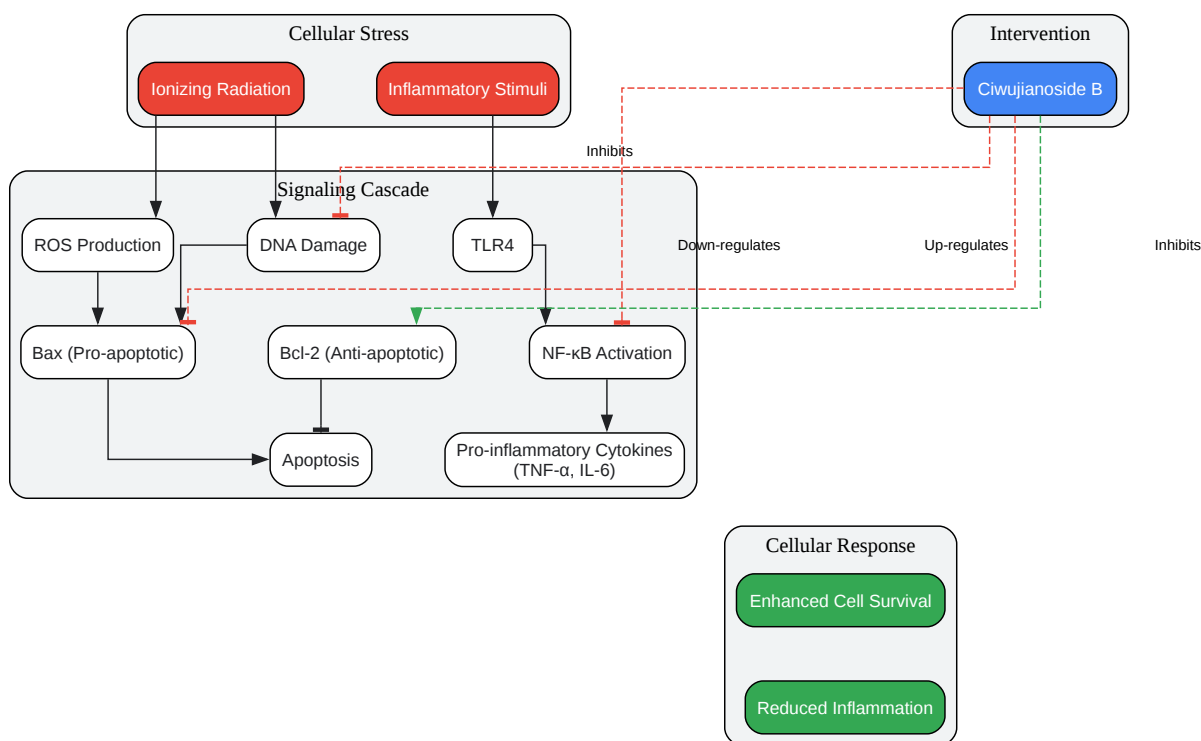 Cellular Stress
Intervention
Ionizing Radiation
Inflammatory Stimuli
Ciwujianoside B
Inhibits
Signaling Cascade
ROS Production
DNA Damage
TLR4
Down-regulates
Up-regulates
Inhibits
Bax (Pro-apoptotic)
Bcl-2 (Anti-apoptotic)
NF-κB Activation
Apoptosis
Pro-inflammatory Cytokines
(TNF-α, IL-6)
Cellular Response
Enhanced Cell Survival
Reduced Inflammation